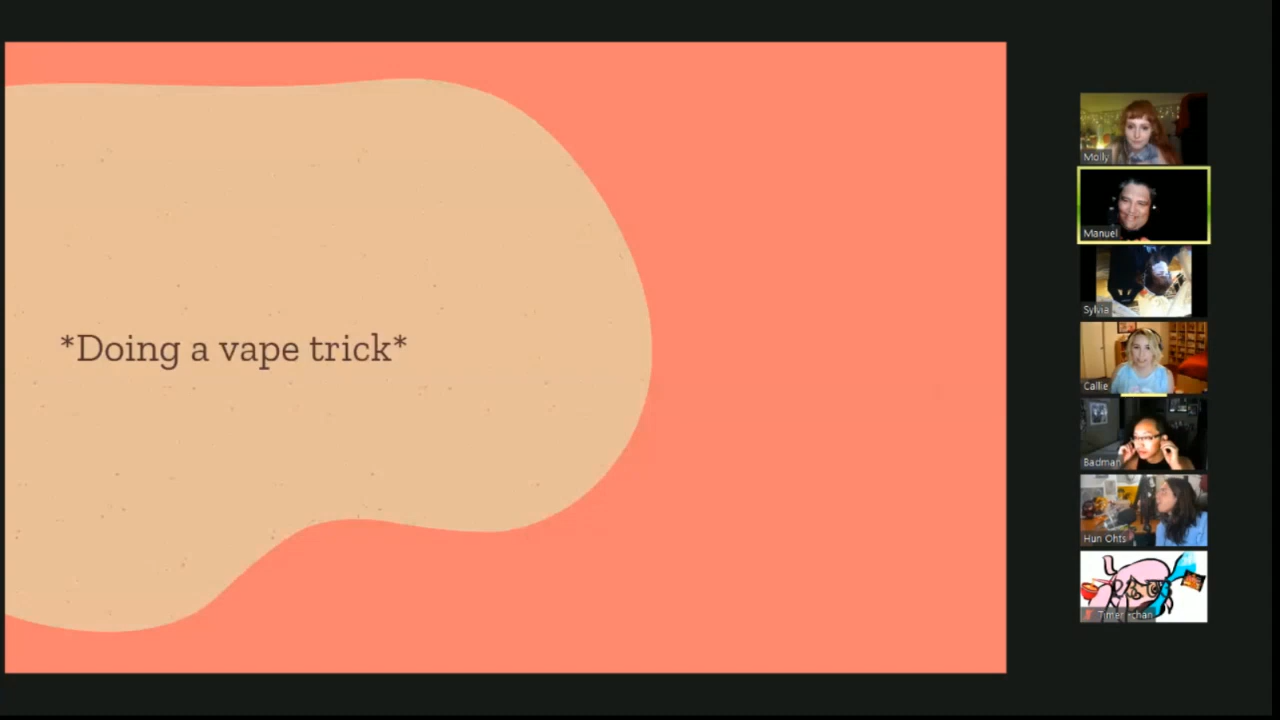 *Doing a vape trick*
Molly
Manuel
Sylvia
Callie
Badman
Hun Ohts